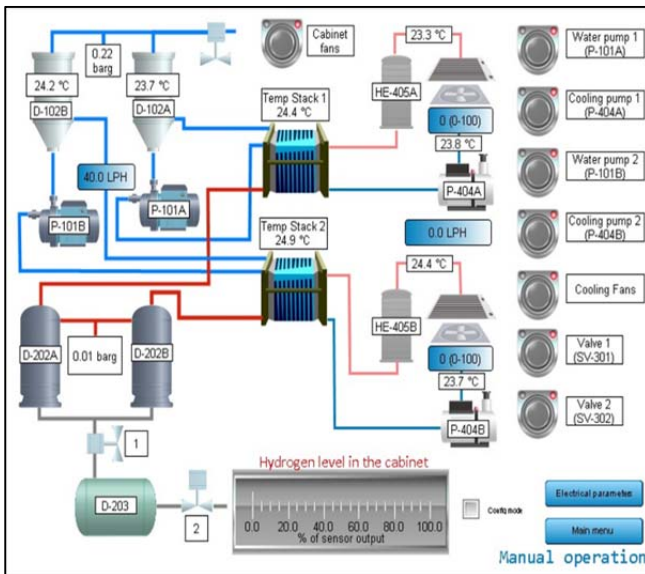 Cabinet
fans
23.3 °C
Water pump 1
(P-101A)
0.22
barg
24.2 °C
23.7 °C
D-102B
D-102A
HE-405A
Temp Stack 1
24.4 °C
Cooling pump 1
(P-404A)
0 (0-100)
23.8 °C
40.0 LPH
P-404A
Water pump 2
(P-101B)
P-101A
P-101B
Temp Stack 2
24.9 °C
0.0 LPH
Cooling pump 2
(P-404B)
24.4 °C
Cooling Fans
HE-405B
D-202A
D-202B
0.01 barg
0 (0-100)
23.7 °C
Valve 1
(SV-301)
P-404B
Valve 2
(SV-302)
1
Hydrogen level in the cabinet
D-203
2
0.0 20.0 40.0 60.0 80.0 100.0
% of sensor output
Config mode
Electrical parameter
Main menu
Manual operation